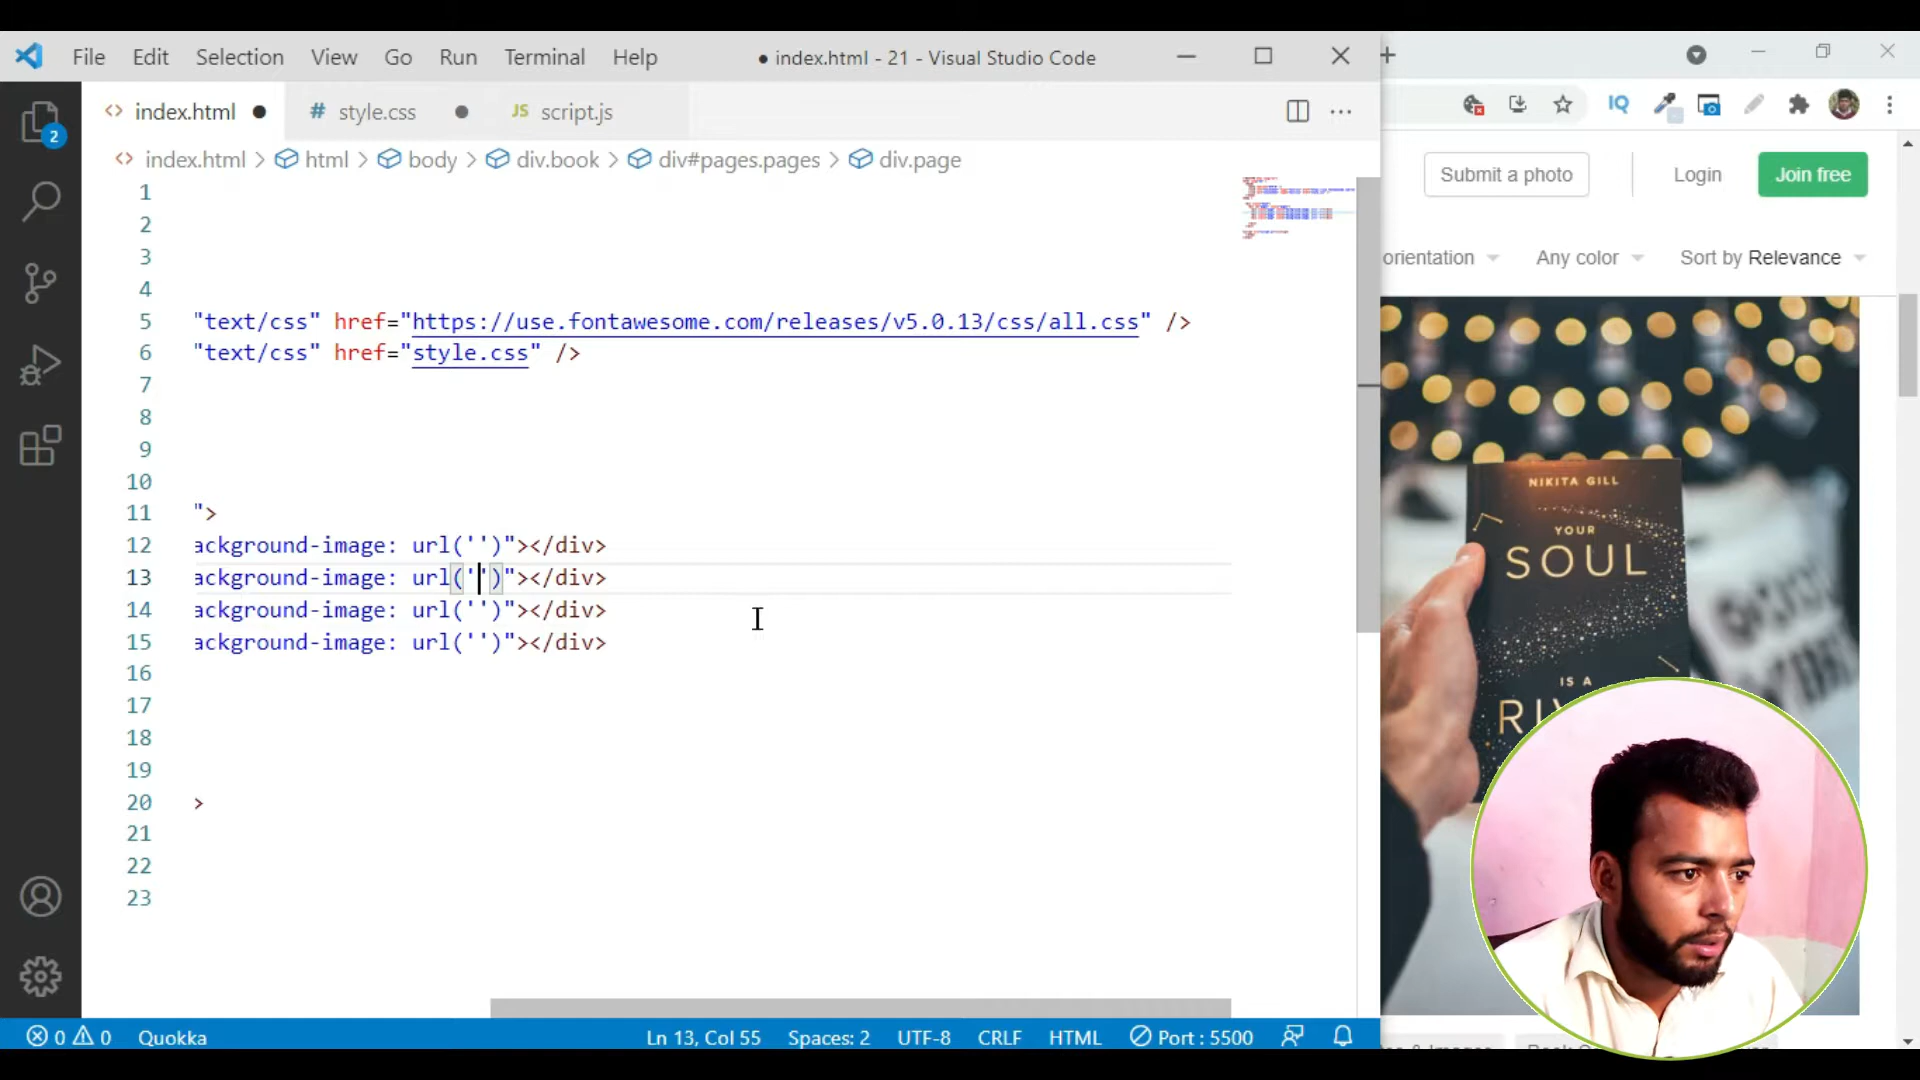 File Edit Selection View Go Run Terminal Help ● index.html - 21 - Visual Studio Code
index.html ● # style.css ● JS script.js
index.html > html > body > div.book > div#pages.pages > div.page
1
2
3
4
5 "text/css" href="https://use.fontawesome.com/releases/v5.0.13/css/all.css" />
6 "text/css" href="style.css" />
7
8
9
10
11 ">
12 ackground-image: url('')"></div>
13 ackground-image: url('')"></div>
14 ackground-image: url('')"></div>
15 ackground-image: url('')"></div>
16
17
18
19
20 >
21
22
23
2
0 0 Quokka Ln 13, Col 55 Spaces: 2 UTF-8 CRLF HTML Port : 5500
IQ
Submit a photo Login Join free
orientation Any color Sort by Relevance
NIKITA GILL
YOUR
SOUL
IS A